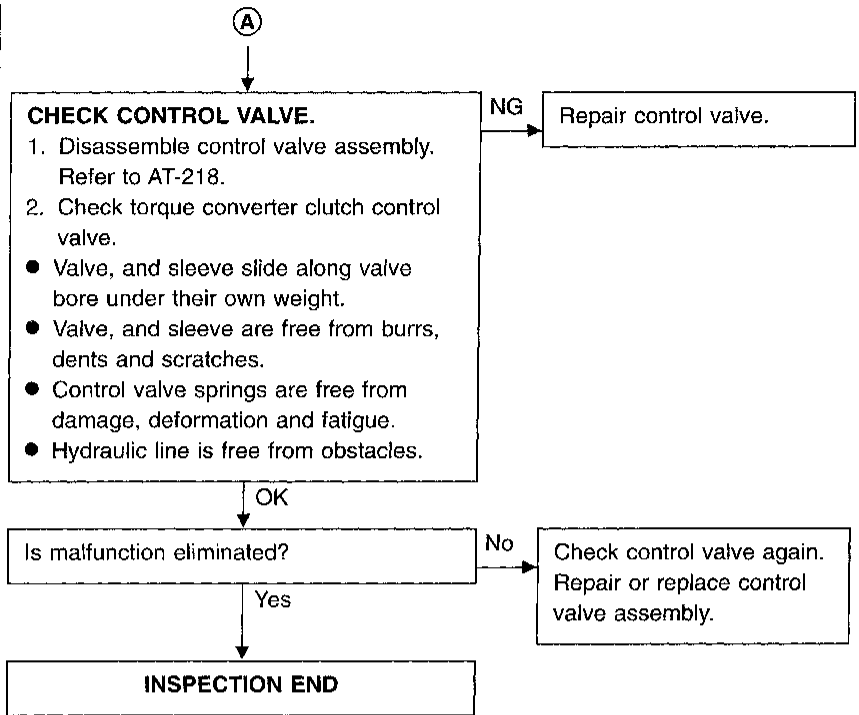 A
CHECK CONTROL VALVE.
1. Disassemble control valve assembly.
Refer to AT-218.
2. Check torque converter clutch control
valve.
● Valve, and sleeve slide along valve
bore under their own weight.
● Valve, and sleeve are free from burrs,
dents and scratches.
● Control valve springs are free from
damage, deformation and fatigue.
● Hydraulic line is free from obstacles.
NG
Repair control valve.
OK
Is malfunction eliminated?
No
Check control valve again.
Repair or replace control
valve assembly.
Yes
INSPECTION END